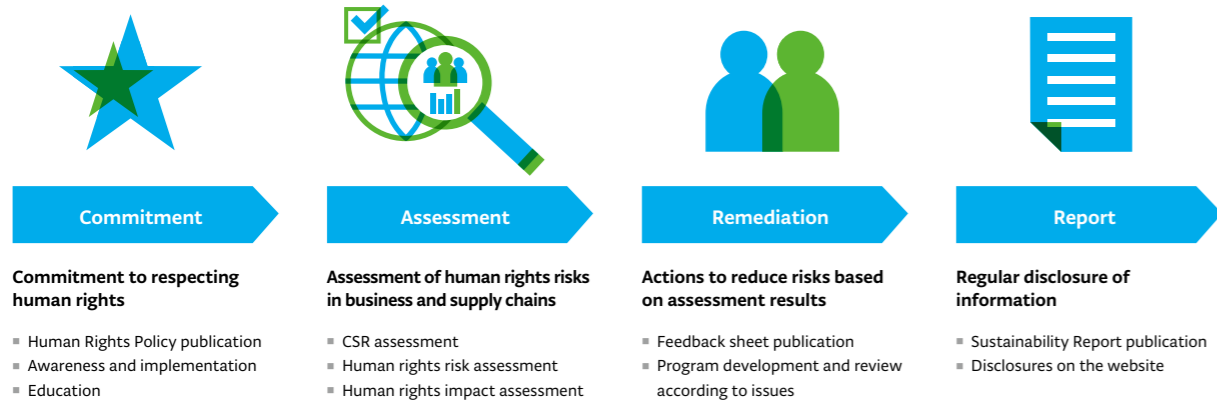 Commitment
Assessment
Remediation
Report
Commitment to respecting
human rights
Assessment of human rights risks
in business and supply chains
Actions to reduce risks based
on assessment results
Regular disclosure of
information
▪ Human Rights Policy publication
▪ Awareness and implementation
▪ Education
▪ CSR assessment
▪ Human rights risk assessment
▪ Human rights impact assessment
▪ Feedback sheet publication
▪ Program development and review
according to issues
▪ Sustainability Report publication
▪ Disclosures on the website